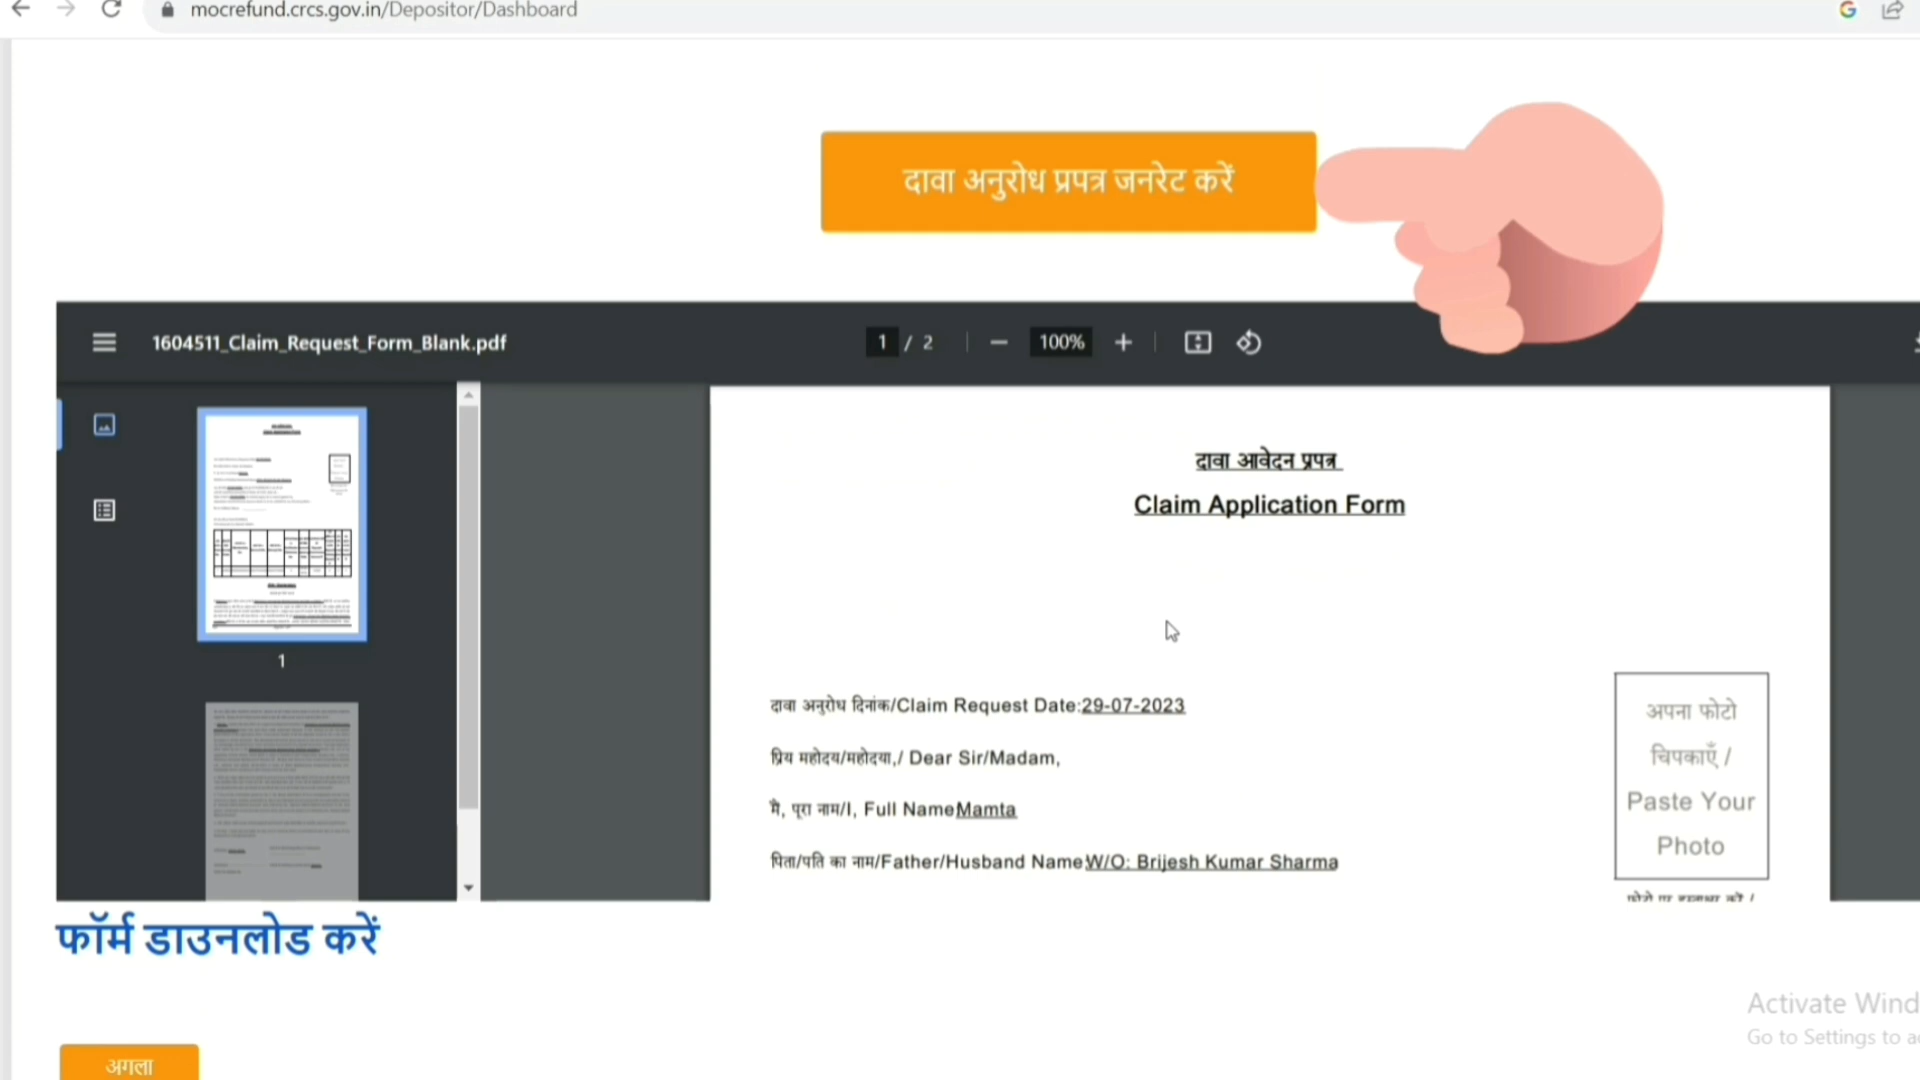 mocrefund.crcs.gov.in/Depositor/Dashboard
दावा अनुरोध प्रपत्र जनरेट करें
1604511_Claim_Request_Form_Blank.pdf
1 / 2
100%
दावा आवेदन प्रपत्र
Claim Application Form
दावा अनुरोध दिनांक/Claim Request Date:29-07-2023
प्रिय महोदय/महोदया,/ Dear Sir/Madam,
मै, पूरा नाम/I, Full NameMamta
पिता/पति का नाम/Father/Husband NameW/O: Brijesh Kumar Sharma
अपना फोटो
चिपकाएँ /
Paste Your
Photo
1
फॉर्म डाउनलोड करें
Activate Wind
Go to Settings to a
अगला